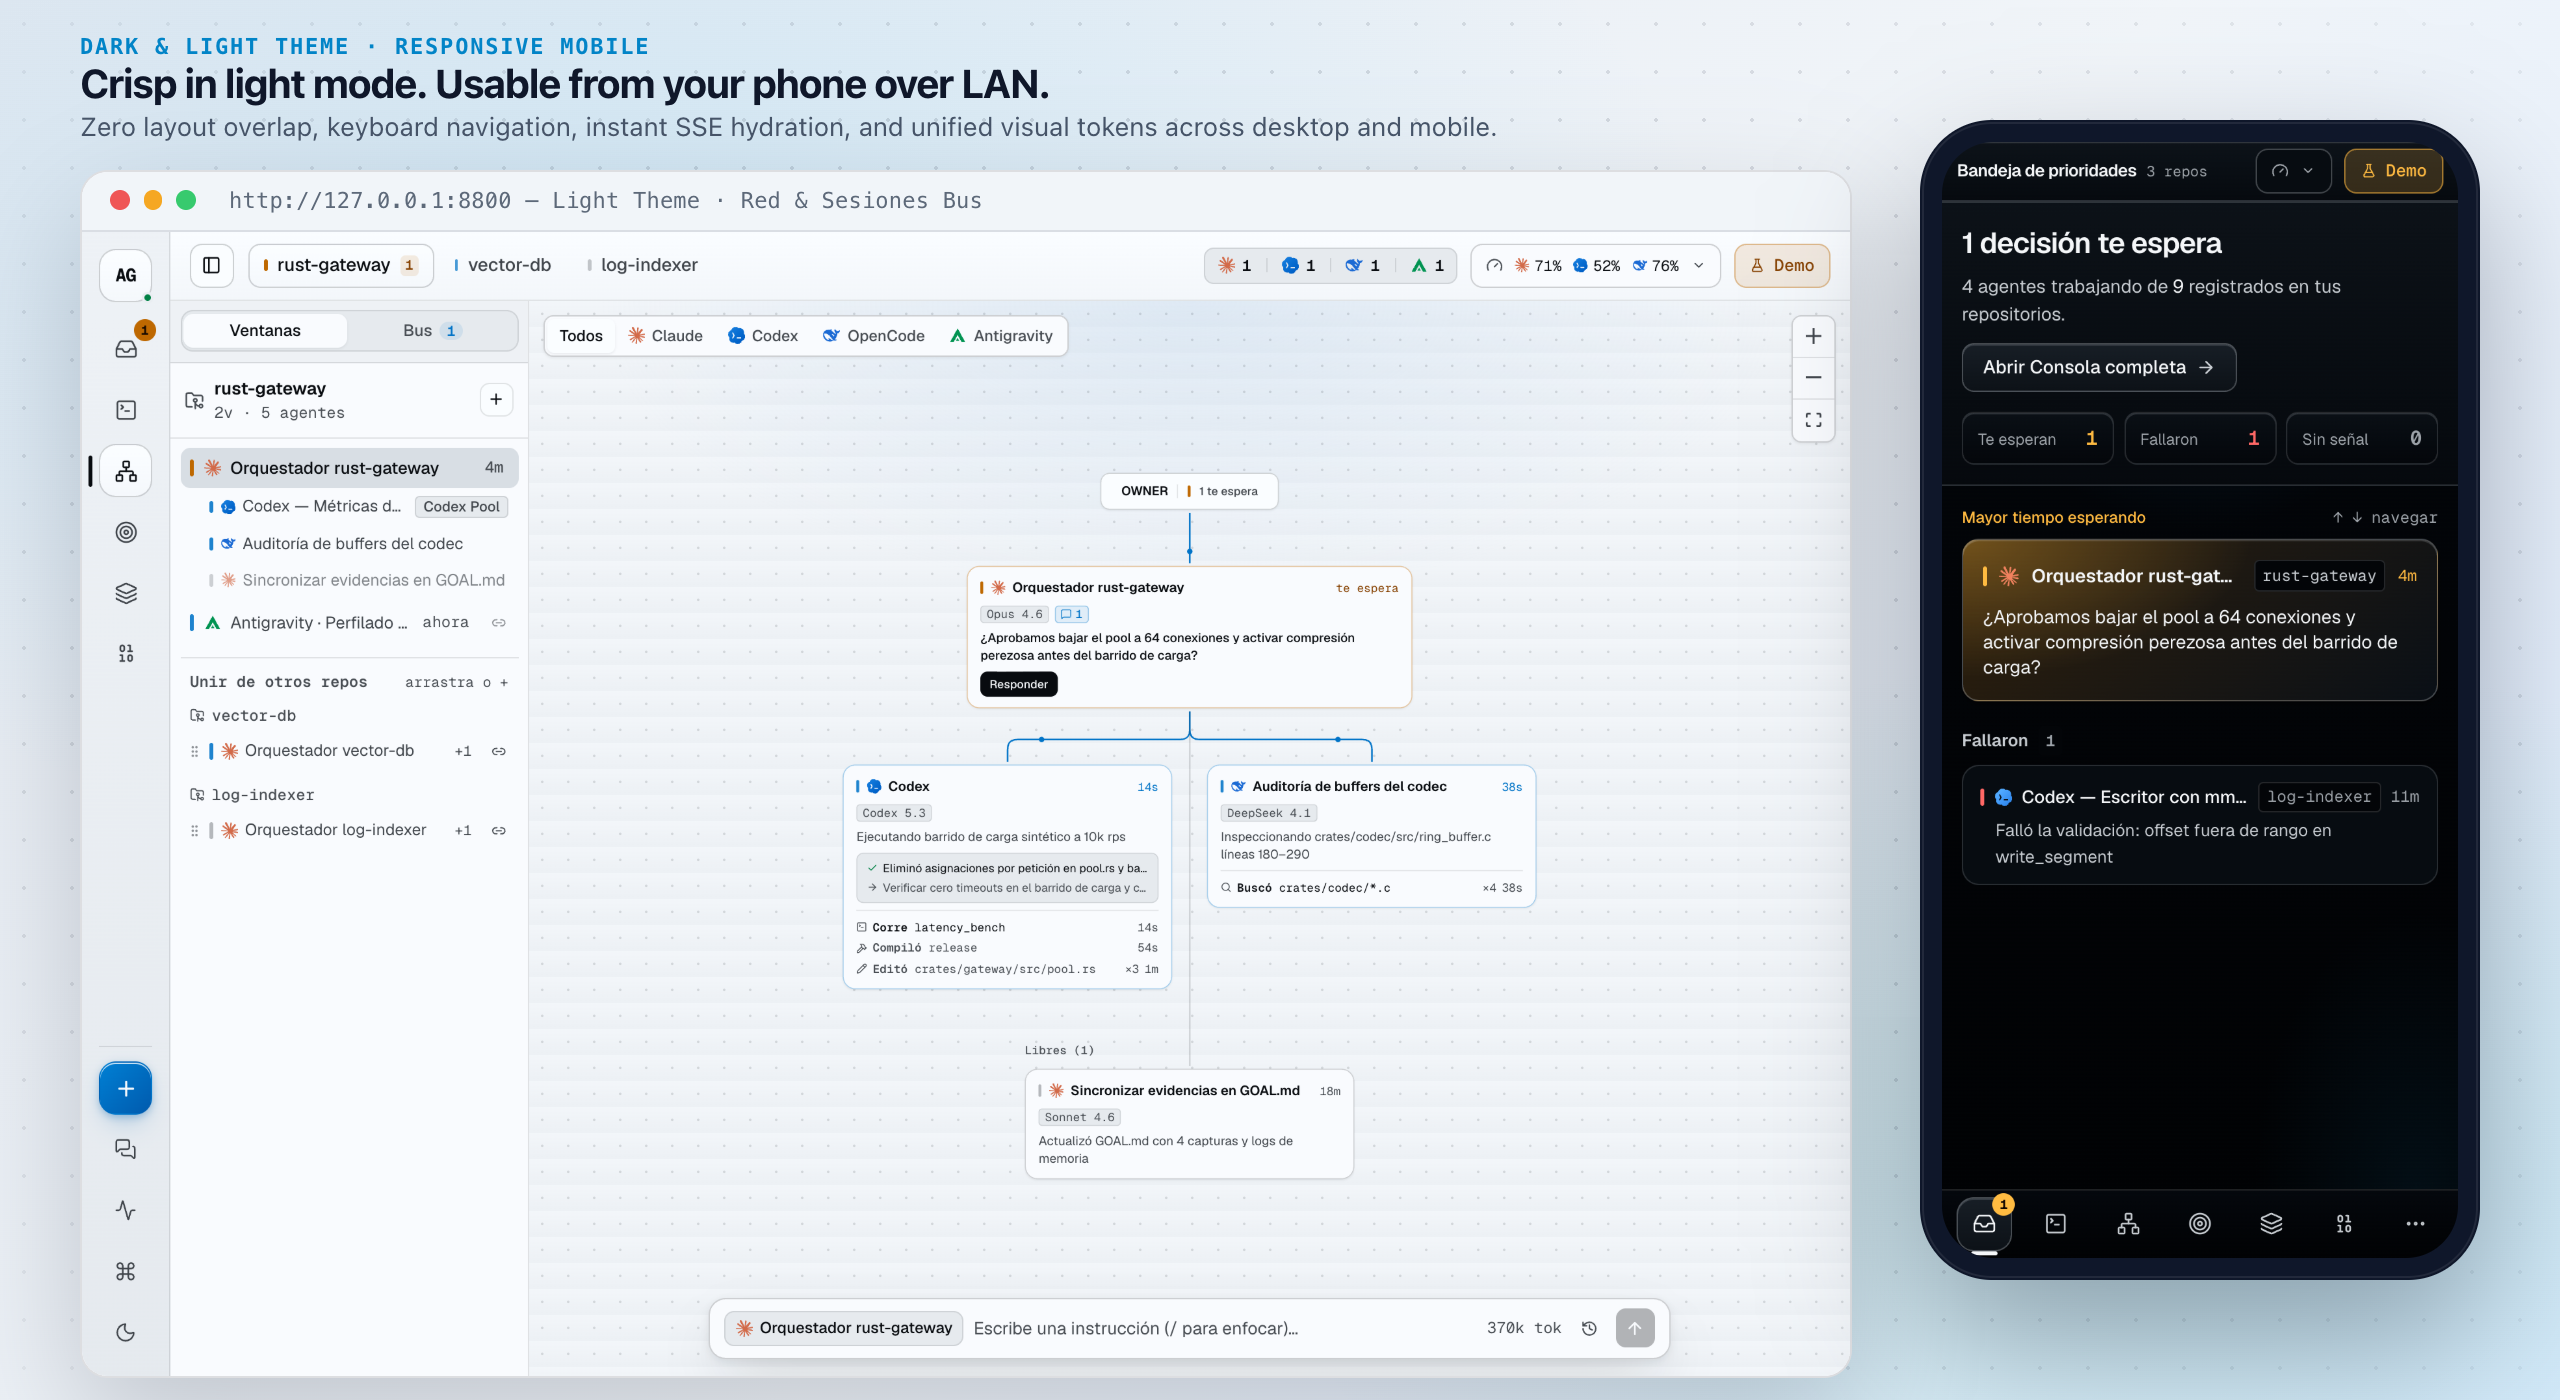 DARK & LIGHT THEME · RESPONSIVE MOBILE
Crisp in light mode. Usable from your phone over LAN.
Zero layout overlap, keyboard navigation, instant SSE hydration, and unified visual tokens across desktop and mobile.
http://127.0.0.1:8800 — Light Theme · Red & Sesiones Bus
AG
1
01
10
rust-gateway 1
vector-db
log-indexer
1 1 1 1
71% 52% 76%
Demo
Ventanas
Bus 1
rust-gateway
2v · 5 agentes
Orquestador rust-gateway 4m
Codex — Métricas d... Codex Pool
Auditoría de buffers del codec
Sincronizar evidencias en GOAL.md
Antigravity · Perfilado ... ahora
Unir de otros repos arrastra o +
vector-db
Orquestador vector-db +1
log-indexer
Orquestador log-indexer +1
Todos Claude Codex OpenCode Antigravity
OWNER 1 te espera
Orquestador rust-gateway te espera
Opus 4.6 1
¿Aprobamos bajar el pool a 64 conexiones y activar compresión
perezosa antes del barrido de carga?
Responder
Codex 14s
Codex 5.3
Ejecutando barrido de carga sintético a 10k rps
Eliminó asignaciones por petición en pool.rs y ba...
Verificar cero timeouts en el barrido de carga y c...
Corre latency_bench 14s
Compiló release 54s
Editó crates/gateway/src/pool.rs ×3 1m
Auditoría de buffers del codec 38s
DeepSeek 4.1
Inspeccionando crates/codec/src/ring_buffer.c
líneas 180–290
Buscó crates/codec/*.c ×4 38s
Libres (1)
Sincronizar evidencias en GOAL.md 18m
Sonnet 4.6
Actualizó GOAL.md con 4 capturas y logs de
memoria
Orquestador rust-gateway Escribe una instrucción (/ para enfocar)... 370k tok
Bandeja de prioridades 3 repos
Demo
1 decisión te espera
4 agentes trabajando de 9 registrados en tus
repositorios.
Abrir Consola completa →
Te esperan 1
Fallaron 1
Sin señal 0
Mayor tiempo esperando ↑ ↓ navegar
Orquestador rust-gat... rust-gateway 4m
¿Aprobamos bajar el pool a 64 conexiones y
activar compresión perezosa antes del barrido de
carga?
Fallaron 1
Codex — Escritor con mm... log-indexer 11m
Falló la validación: offset fuera de rango en
write_segment
1
01
10